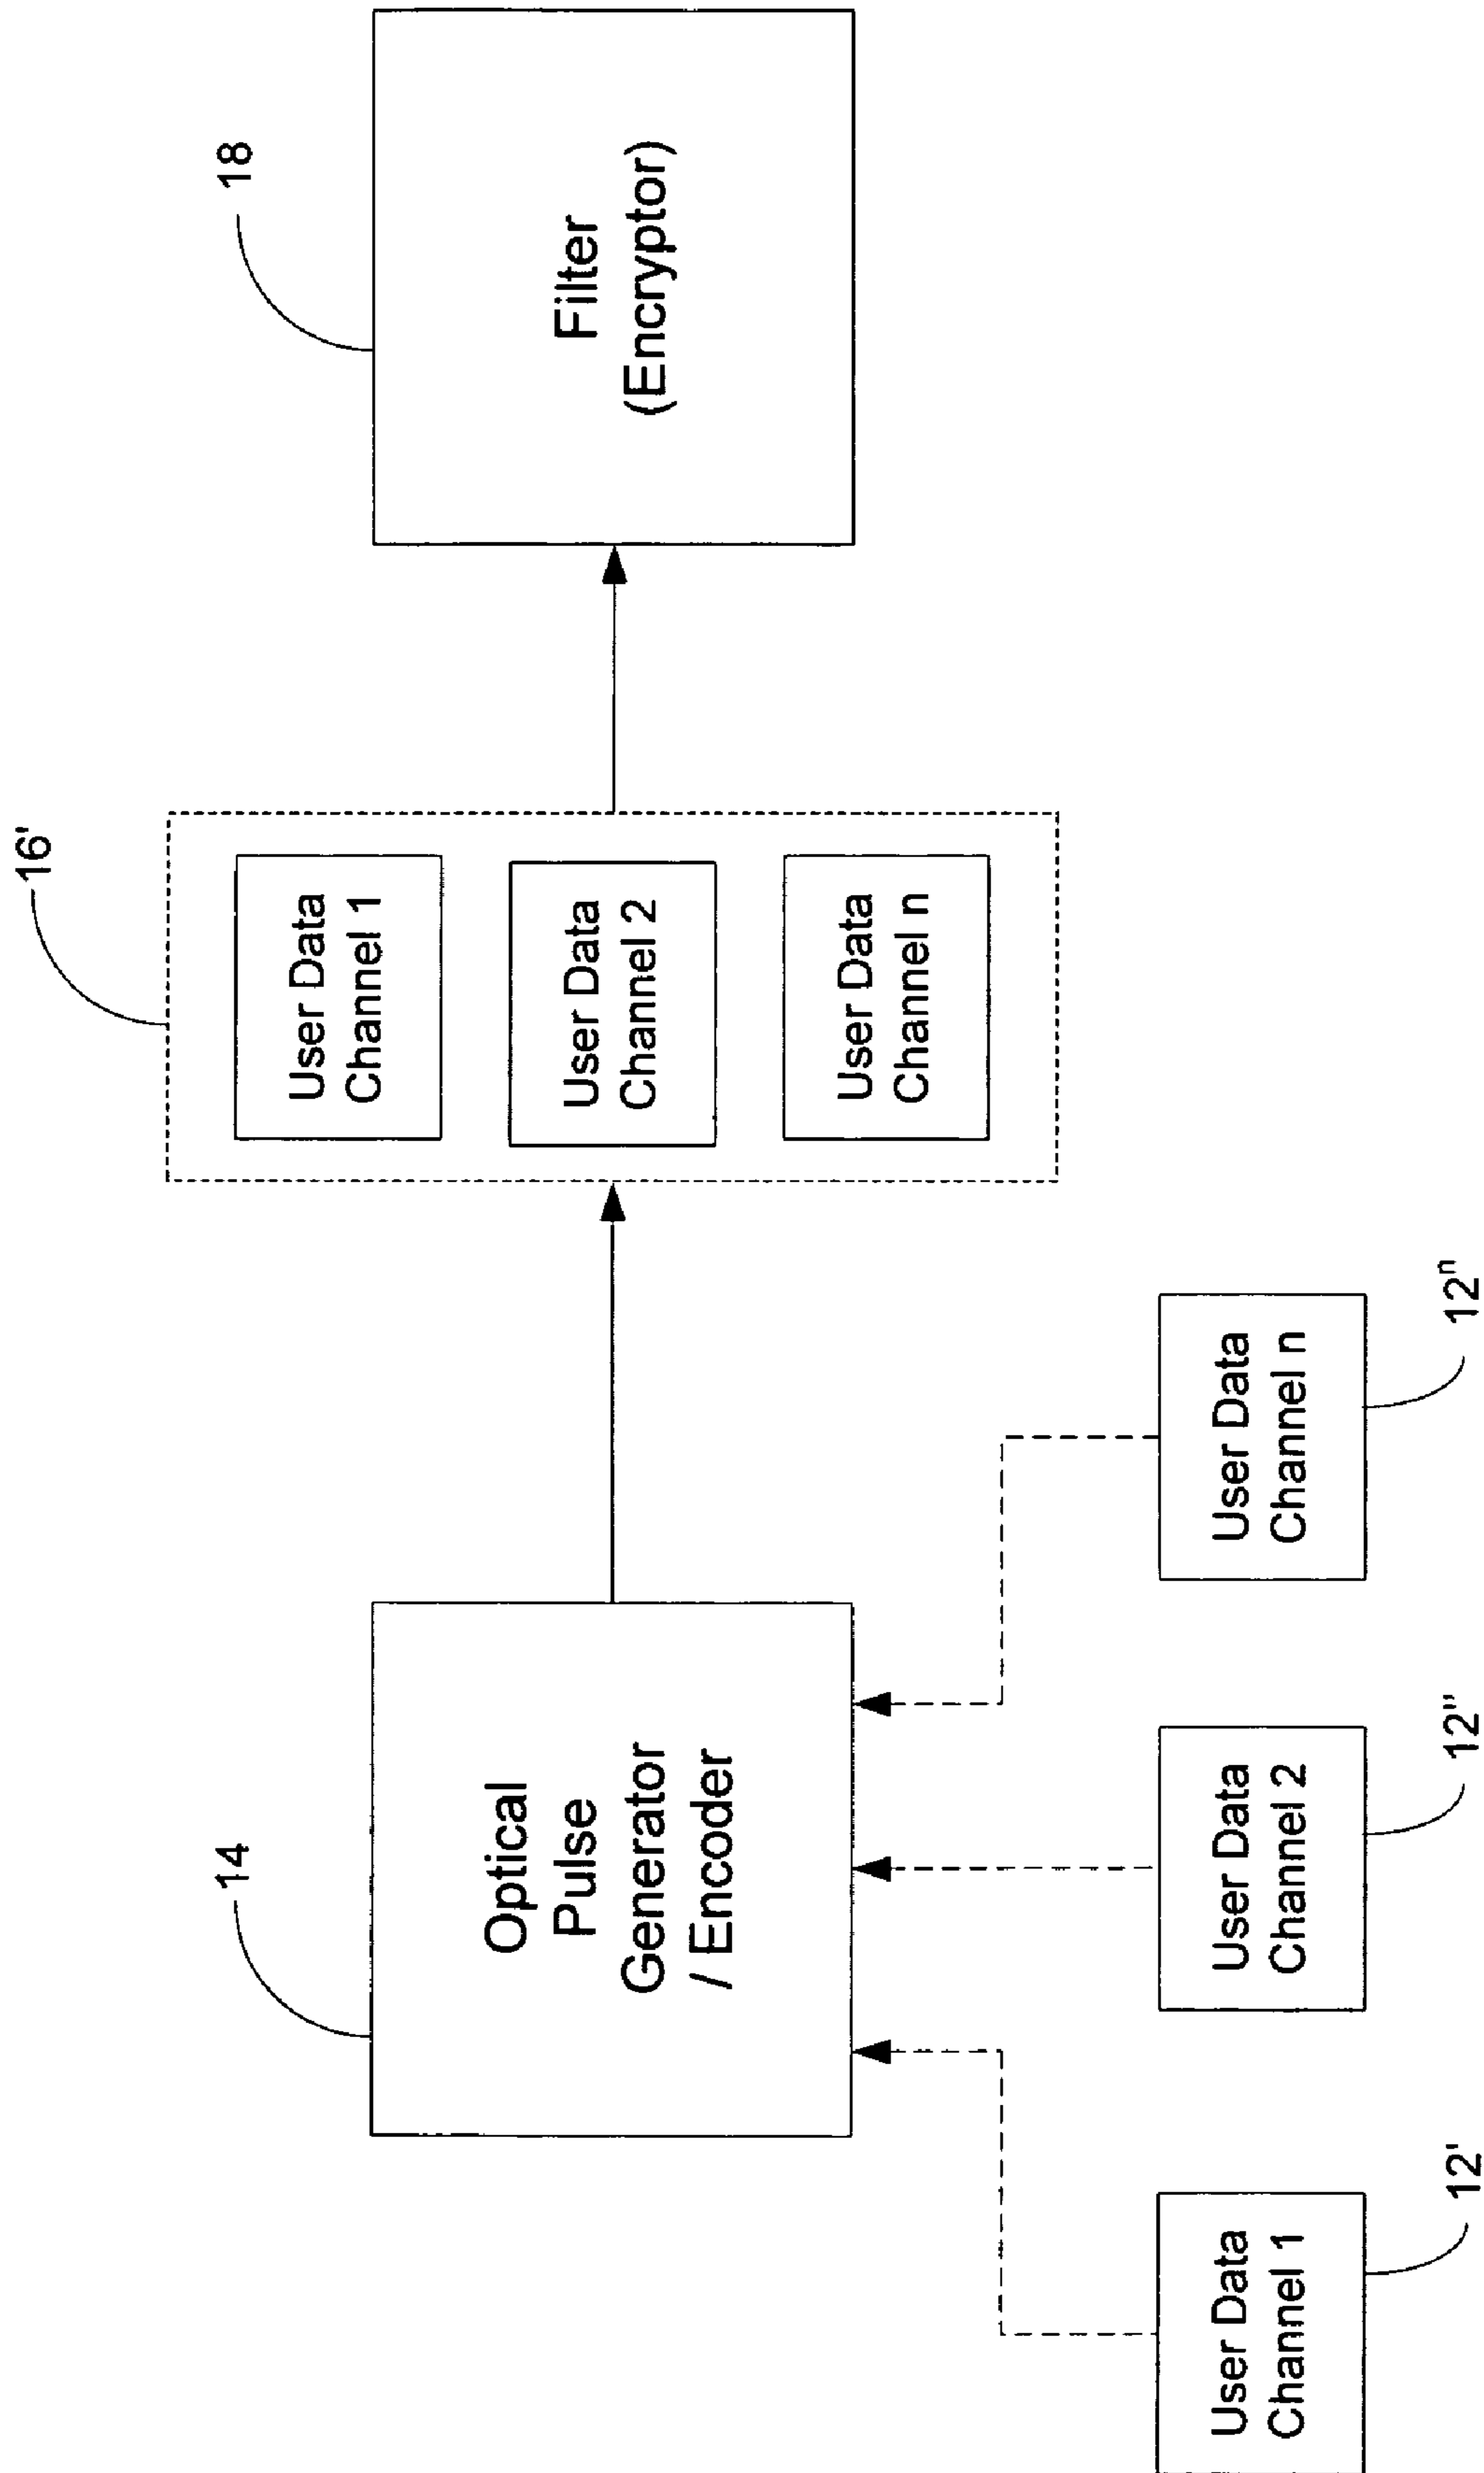 14
Optical
Pulse
Generator
/ Encoder
16'
User Data
Channel 1
User Data
Channel 2
User Data
Channel n
18
Filter
(Encryptor)
User Data
Channel 1
12'
User Data
Channel 2
12"
User Data
Channel n
12ⁿ